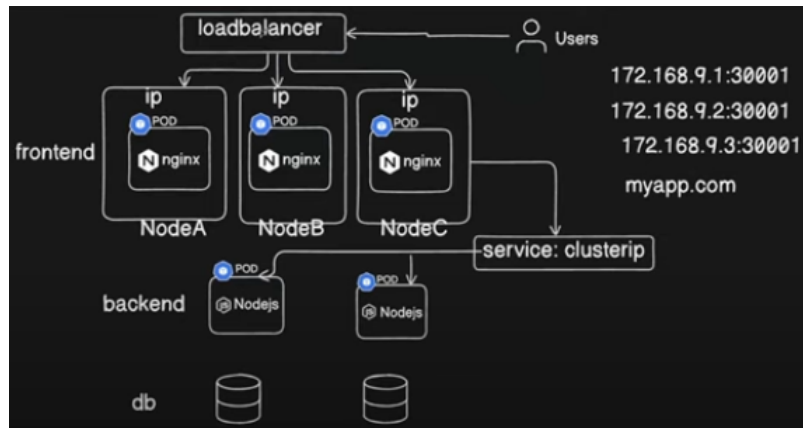 loadbalancer
Users
172.168.9.1:30001
172.168.9.2:30001
172.168.9.3:30001
myapp.com
frontend
ip
POD
nginx
NodeA
ip
POD
nginx
NodeB
ip
POD
nginx
NodeC
service: clusterip
backend
POD
Nodejs
POD
Nodejs
db